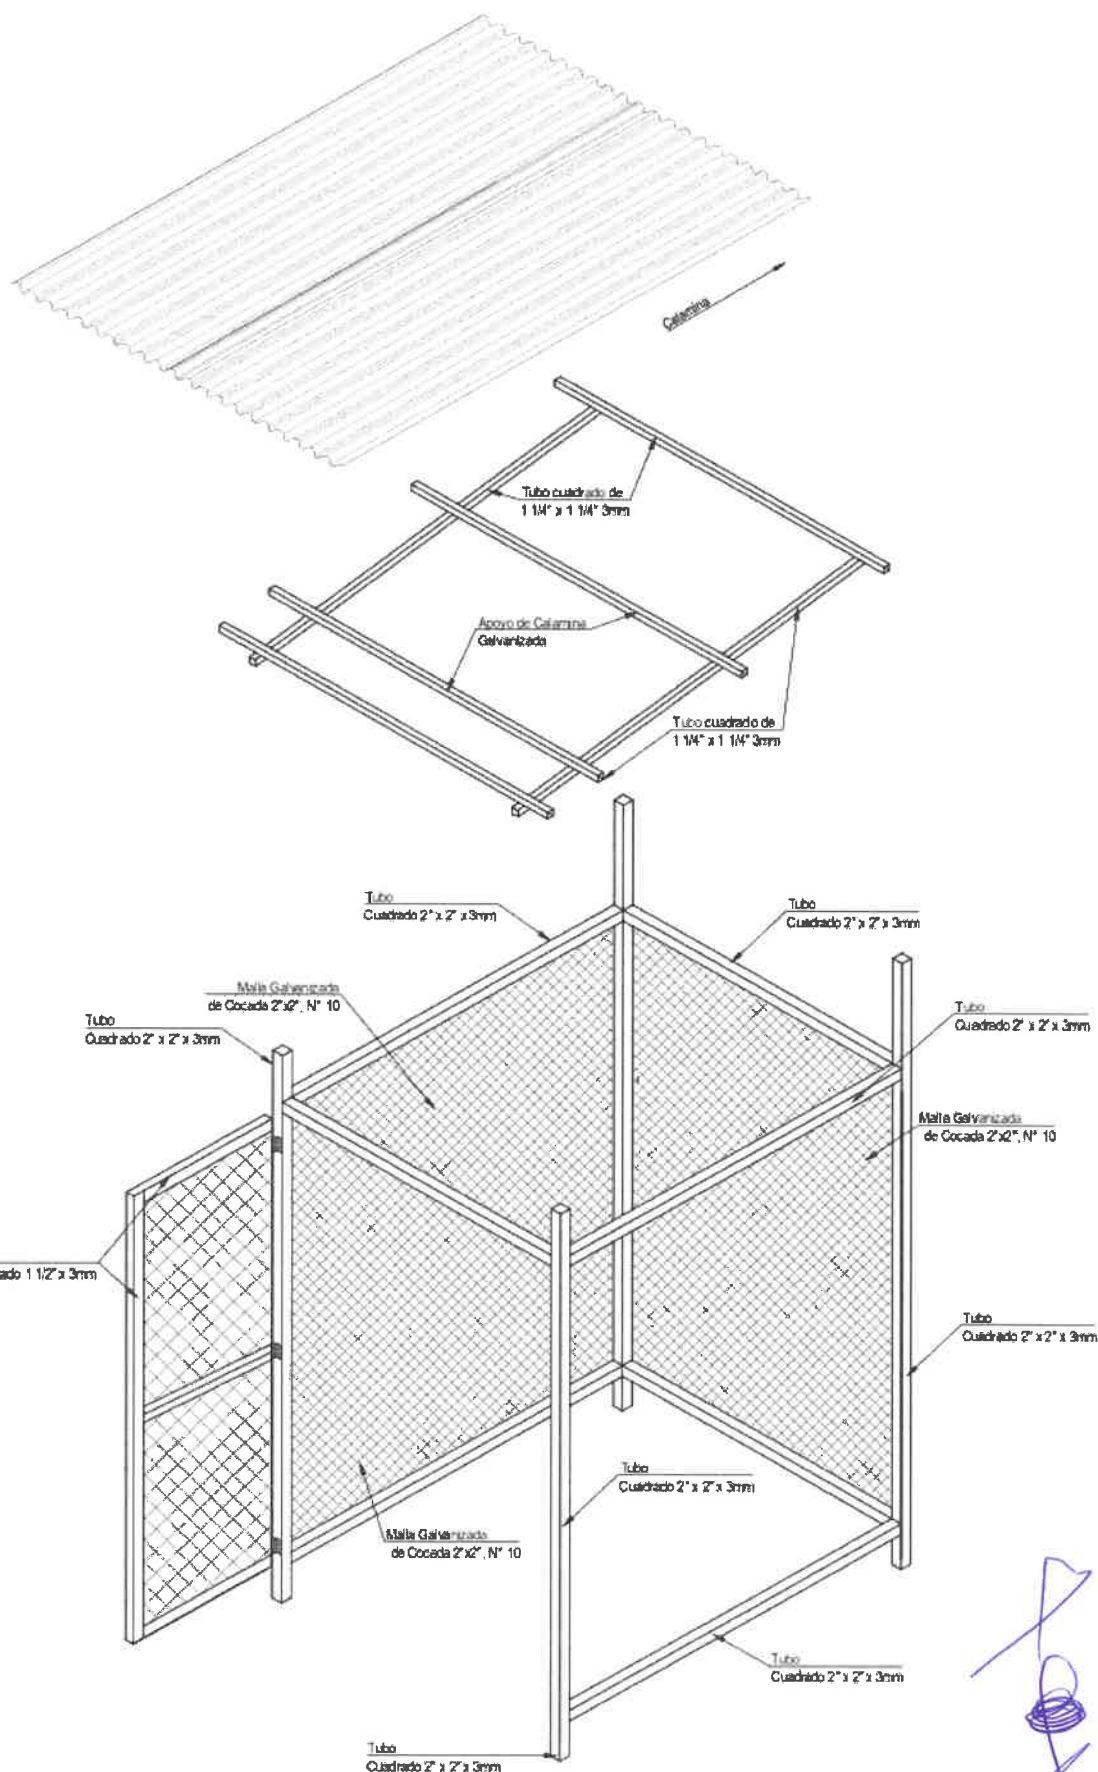 Calamina
Tubo cuadrado de
1 1/4" x 1 1/4" 3mm
Apoyo de Calamina
Galvanizada
Tubo cuadrado de
1 1/4" x 1 1/4" 3mm
Tubo
Cuadrado 2" x 2" x 3mm
Tubo
Cuadrado 2" x 2" x 3mm
Malla Galvanizada
de Cocada 2"x2", N° 10
Tubo
Cuadrado 2" x 2" x 3mm
Tubo
Cuadrado 2" x 2" x 3mm
Malla Galvanizada
de Cocada 2"x2", N° 10
ado 1 1/2" x 3mm
Tubo
Cuadrado 2" x 2" x 3mm
Tubo
Cuadrado 2" x 2" x 3mm
Malla Galvanizada
de Cocada 2"x2", N° 10
Tubo
Cuadrado 2" x 2" x 3mm
Tubo
Cuadrado 2" x 2" x 3mm